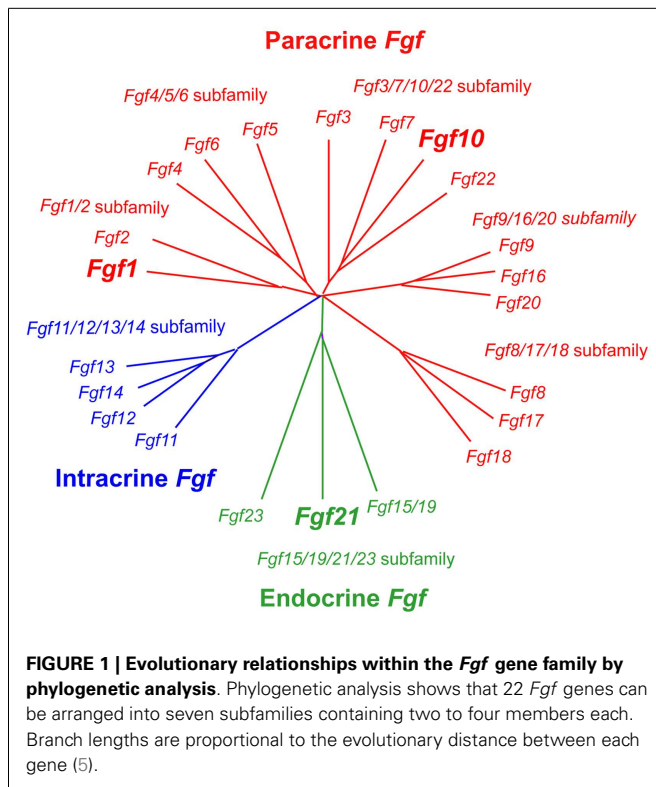 Paracrine Fgf
Fgf4/5/6 subfamily
Fgf3/7/10/22 subfamily
Fgf3
Fgf5
Fgf7
Fgf10
Fgf6
Fgf4
Fgf22
Fgf1/2 subfamily
Fgf9/16/20 subfamily
Fgf2
Fgf9
Fgf1
Fgf16
Fgf20
Fgf11/12/13/14 subfamily
Fgf8/17/18 subfamily
Fgf13
Fgf14
Fgf8
Fgf12
Fgf17
Fgf11
Fgf18
Intracrine Fgf
Fgf23
Fgf21
Fgf15/19
Fgf15/19/21/23 subfamily
Endocrine Fgf
FIGURE 1 | Evolutionary relationships within the Fgf gene family by
phylogenetic analysis. Phylogenetic analysis shows that 22 Fgf genes can
be arranged into seven subfamilies containing two to four members each.
Branch lengths are proportional to the evolutionary distance between each
gene (5).